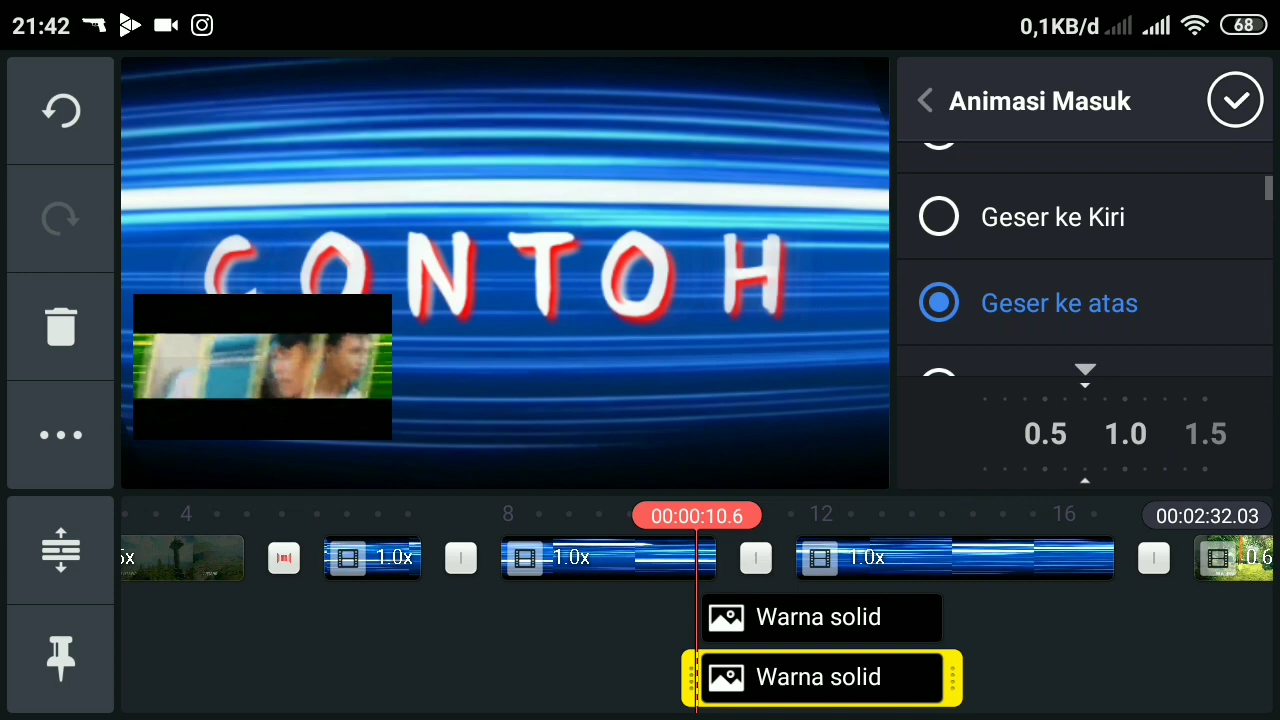 21:42
0,1KB/d
68
Animasi Masuk
Geser ke Kiri
Geser ke atas
0.5 1.0 1.5
CONTOH
4 8 00:00:10.6 12 16 00:02:32.03
1.0x 1.0x 1.0x
Warna solid
Warna solid